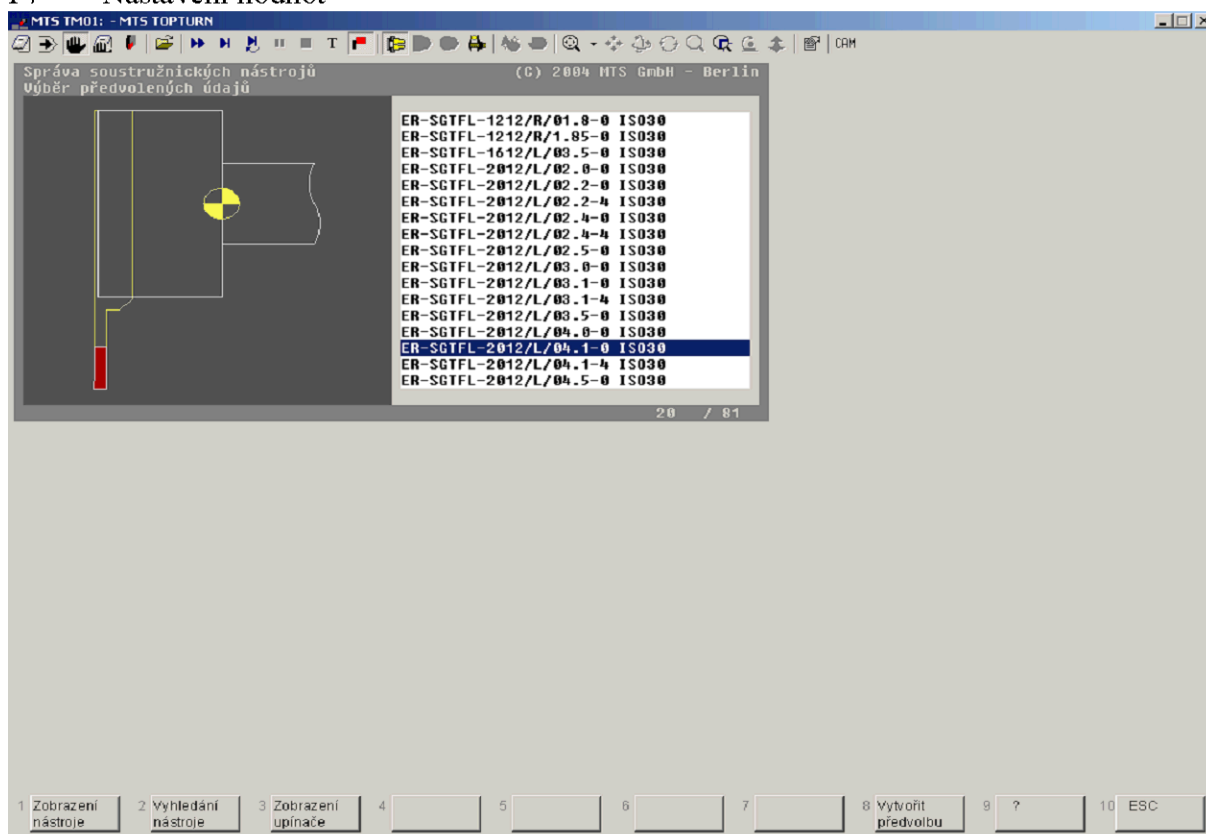 MTS TM01: - MTS TOPTURN
T
CAM
Správa soustružnických nástrojů (C) 2004 MTS GmbH - Berlin
Výběr předvolených údajů
ER-SGTFL-1212/R/01.8-0 ISO30
ER-SGTFL-1212/R/1.85-0 ISO30
ER-SGTFL-1612/L/03.5-0 ISO30
ER-SGTFL-2012/L/02.0-0 ISO30
ER-SGTFL-2012/L/02.2-0 ISO30
ER-SGTFL-2012/L/02.2-4 ISO30
ER-SGTFL-2012/L/02.4-0 ISO30
ER-SGTFL-2012/L/02.4-4 ISO30
ER-SGTFL-2012/L/02.5-0 ISO30
ER-SGTFL-2012/L/03.0-0 ISO30
ER-SGTFL-2012/L/03.1-0 ISO30
ER-SGTFL-2012/L/03.1-4 ISO30
ER-SGTFL-2012/L/03.5-0 ISO30
ER-SGTFL-2012/L/04.0-0 ISO30
ER-SGTFL-2012/L/04.1-0 ISO30
ER-SGTFL-2012/L/04.1-4 ISO30
ER-SGTFL-2012/L/04.5-0 ISO30
20 / 81
1 Zobrazení nástroje
2 Vyhledání nástroje
3 Zobrazení upínače
4
5
6
7
8 Vytvořit předvolbu
9 ?
10 ESC